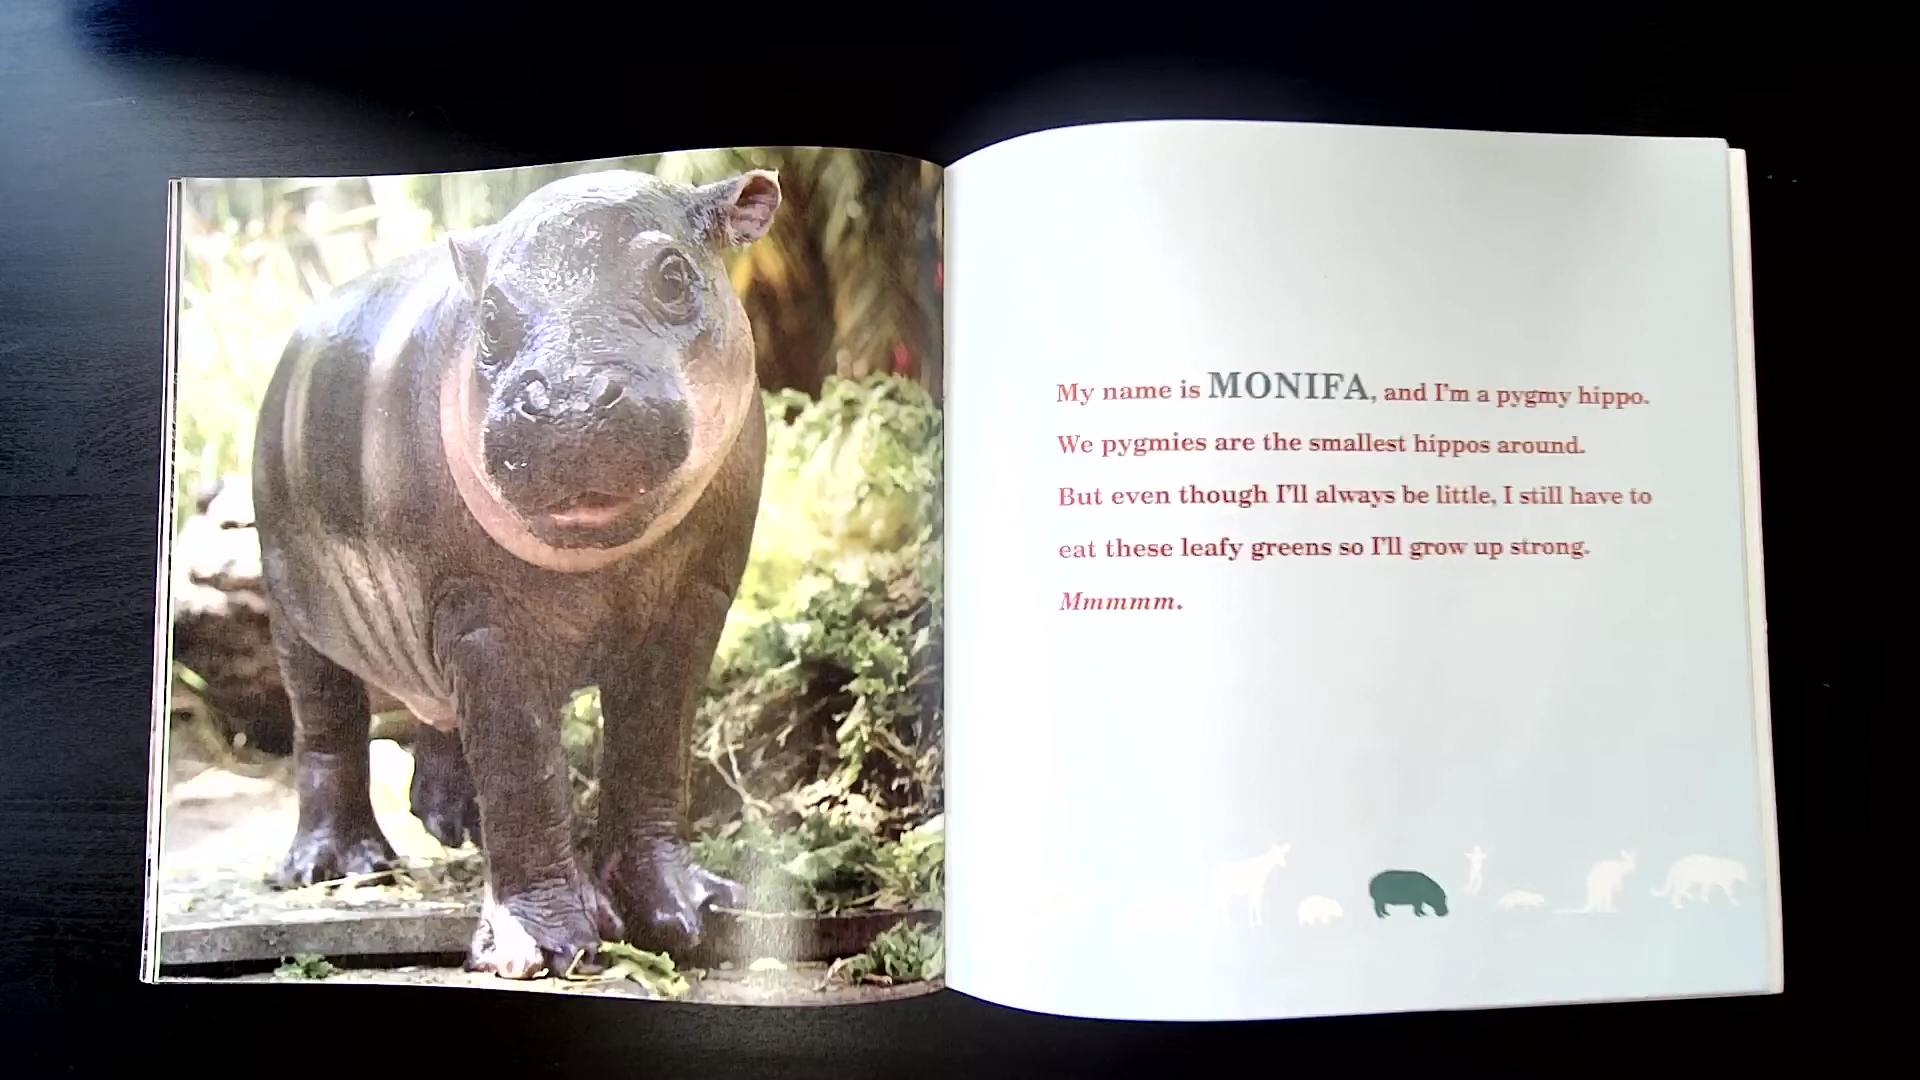 My name is MONIFA, and I'm a pygmy hippo.
We pygmies are the smallest hippos around.
But even though I'll always be little, I still have to
eat these leafy greens so I'll grow up strong.
Mmmmm.